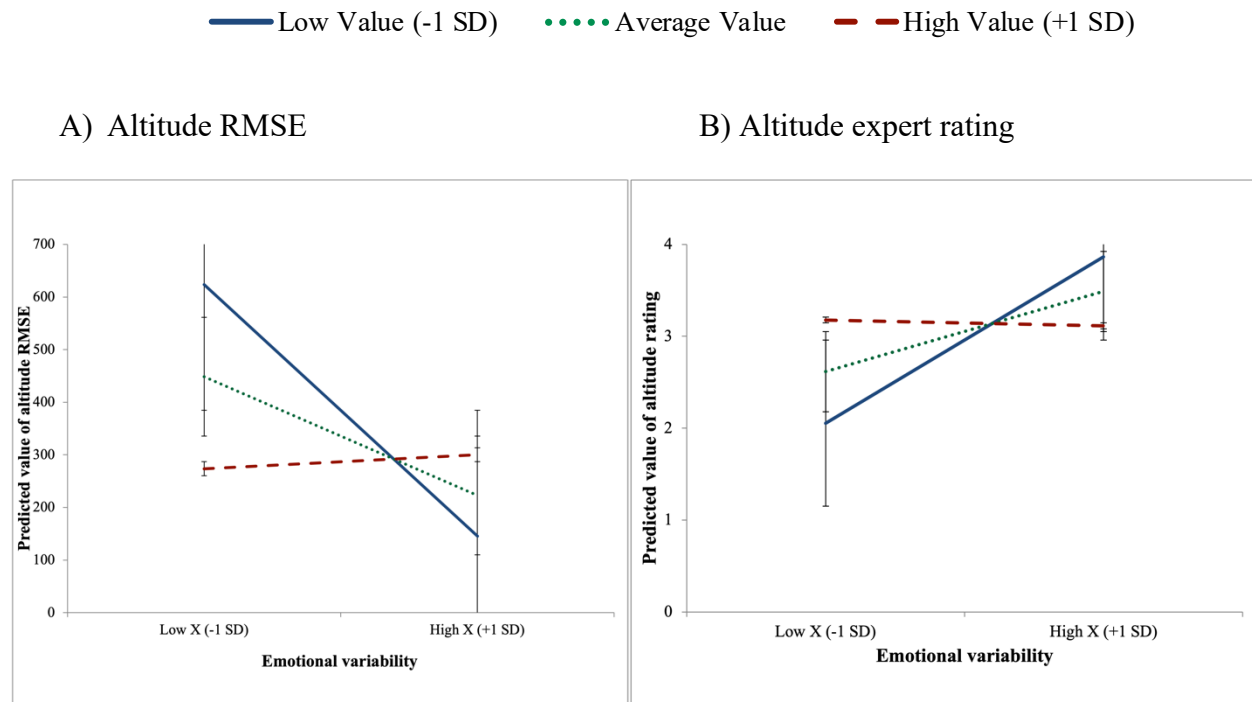 Low Value (-1 SD) Average Value High Value (+1 SD)
A) Altitude RMSE
B) Altitude expert rating
Predicted value of altitude RMSE
700
600
500
400
300
200
100
0
Low X (-1 SD) High X (+1 SD)
Emotional variability
Predicted value of altitude rating
4
3
2
1
0
Low X (-1 SD) High X (+1 SD)
Emotional variability